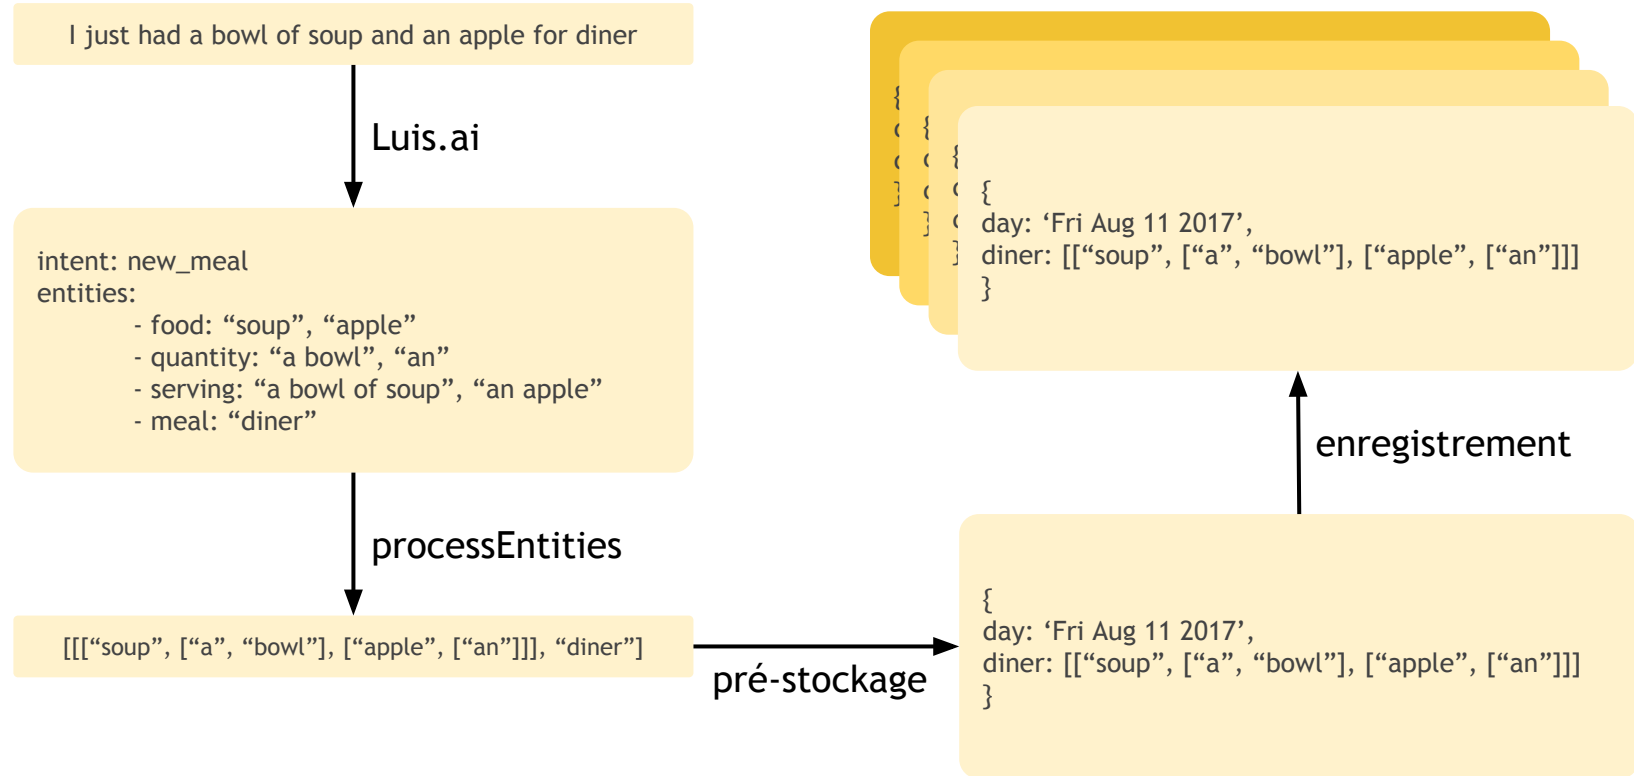 I just had a bowl of soup and an apple for diner
Luis.ai
intent: new_meal
entities:
- food: “soup”, “apple”
- quantity: “a bowl”, “an”
- serving: “a bowl of soup”, “an apple”
- meal: “diner”
processEntities
[[[“soup”, [“a”, “bowl”], [“apple”, [“an”]]], “diner”]
pré-stockage
{
day: ‘Fri Aug 11 2017’,
diner: [[“soup”, [“a”, “bowl”], [“apple”, [“an”]]]
}
enregistrement
{
day: ‘Fri Aug 11 2017’,
diner: [[“soup”, [“a”, “bowl”], [“apple”, [“an”]]]
}